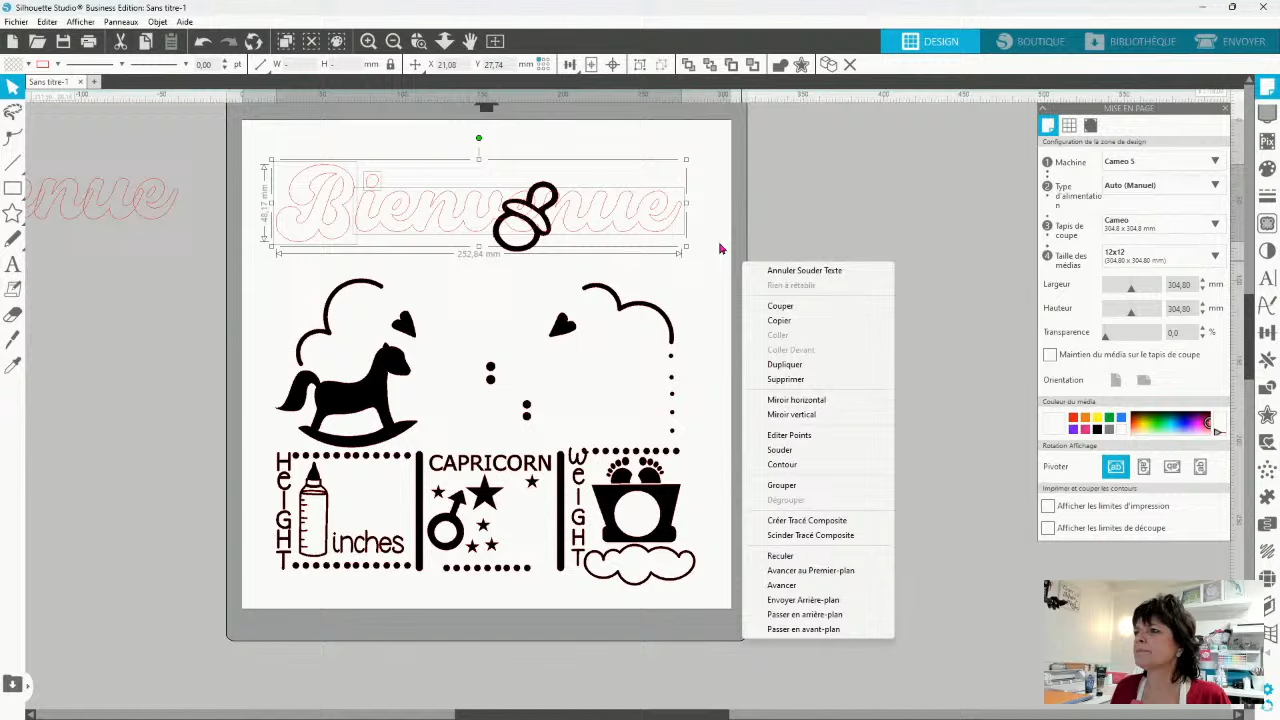 Silhouette Studio® Business Edition: Sans titre-1
Fichier Editer Afficher Panneaux Objet Aide
DESIGN BOUTIQUE BIBLIOTHÈQUE ENVOYER
0,00 pt W - H - mm X 21,08 Y 27,74 mm
Sans titre-1
MISE EN PAGE
Configuration de la zone de design
1 Machine Cameo 5
2 Type d'alimentation Auto (Manuel)
3 Tapis de coupe Cameo
304.8 x 304.8 mm
4 Taille des médias 12x12
(304.80 x 304.80 mm)
Largeur 304,80 mm
Hauteur 304,80 mm
Transparence 0,0 %
Maintien du média sur le tapis de coupe
Orientation
Couleur du média
Rotation Affichage
Pivoter
Imprimer et couper les contours
Afficher les limites d'impression
Afficher les limites de découpe
enue
Bienvenue
48,17 mm
252,84 mm
HeiGHT
inches
CAPRICORN
WeiGHT
Annuler Souder Texte
Rien à rétablir
Couper
Copier
Coller
Coller Devant
Dupliquer
Supprimer
Miroir horizontal
Miroir vertical
Editer Points
Souder
Contour
Grouper
Dégrouper
Créer Tracé Composite
Scinder Tracé Composite
Reculer
Avancer au Premier-plan
Avancer
Envoyer Arrière-plan
Passer en arrière-plan
Passer en avant-plan